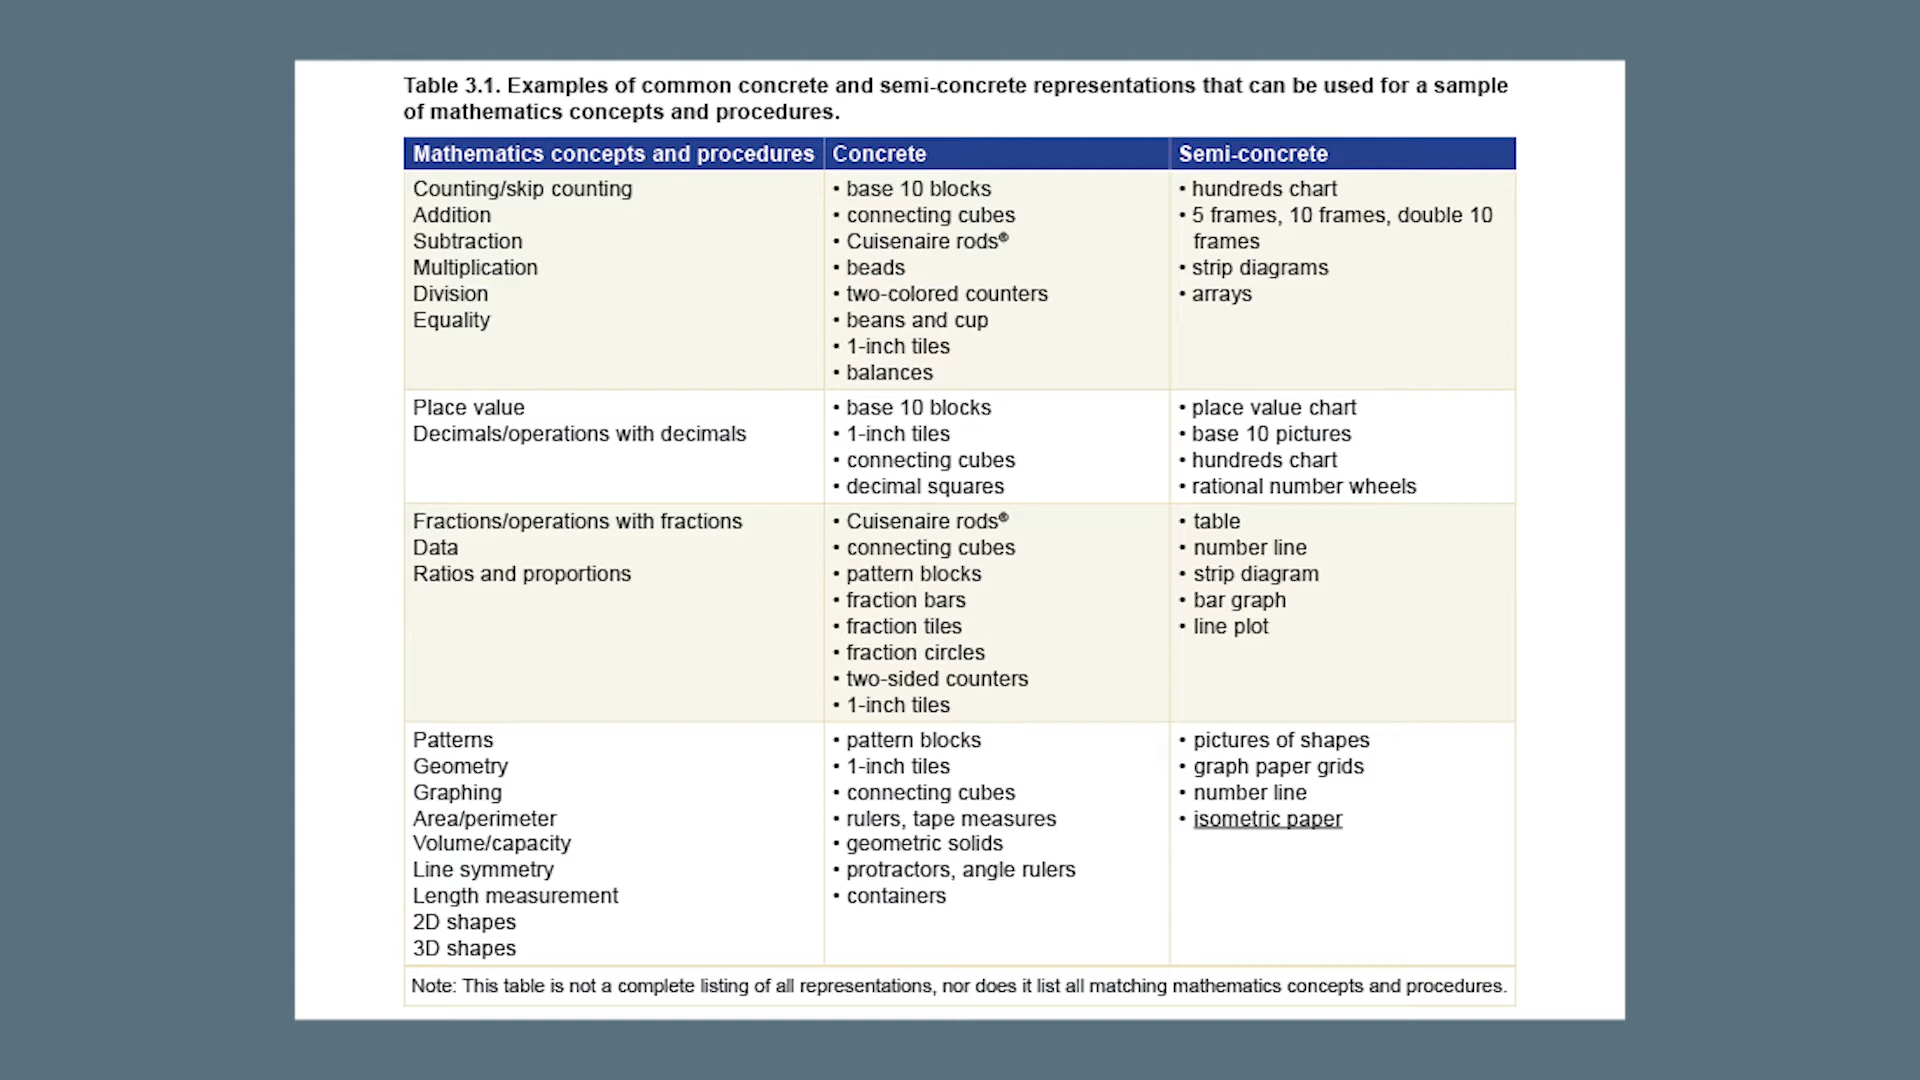 Table 3.1. Examples of common concrete and semi-concrete representations that can be used for a sample
of mathematics concepts and procedures.
Mathematics concepts and procedures
Concrete
Semi-concrete
Counting/skip counting
Addition
Subtraction
Multiplication
Division
Equality
• base 10 blocks
• connecting cubes
• Cuisenaire rods®
• beads
• two-colored counters
• beans and cup
• 1-inch tiles
• balances
• hundreds chart
• 5 frames, 10 frames, double 10
frames
• strip diagrams
• arrays
Place value
Decimals/operations with decimals
• base 10 blocks
• 1-inch tiles
• connecting cubes
• decimal squares
• place value chart
• base 10 pictures
• hundreds chart
• rational number wheels
Fractions/operations with fractions
Data
Ratios and proportions
• Cuisenaire rods®
• connecting cubes
• pattern blocks
• fraction bars
• fraction tiles
• fraction circles
• two-sided counters
• 1-inch tiles
• table
• number line
• strip diagram
• bar graph
• line plot
Patterns
Geometry
Graphing
Area/perimeter
Volume/capacity
Line symmetry
Length measurement
2D shapes
3D shapes
• pattern blocks
• 1-inch tiles
• connecting cubes
• rulers, tape measures
• geometric solids
• protractors, angle rulers
• containers
• pictures of shapes
• graph paper grids
• number line
• isometric paper
Note: This table is not a complete listing of all representations, nor does it list all matching mathematics concepts and procedures.